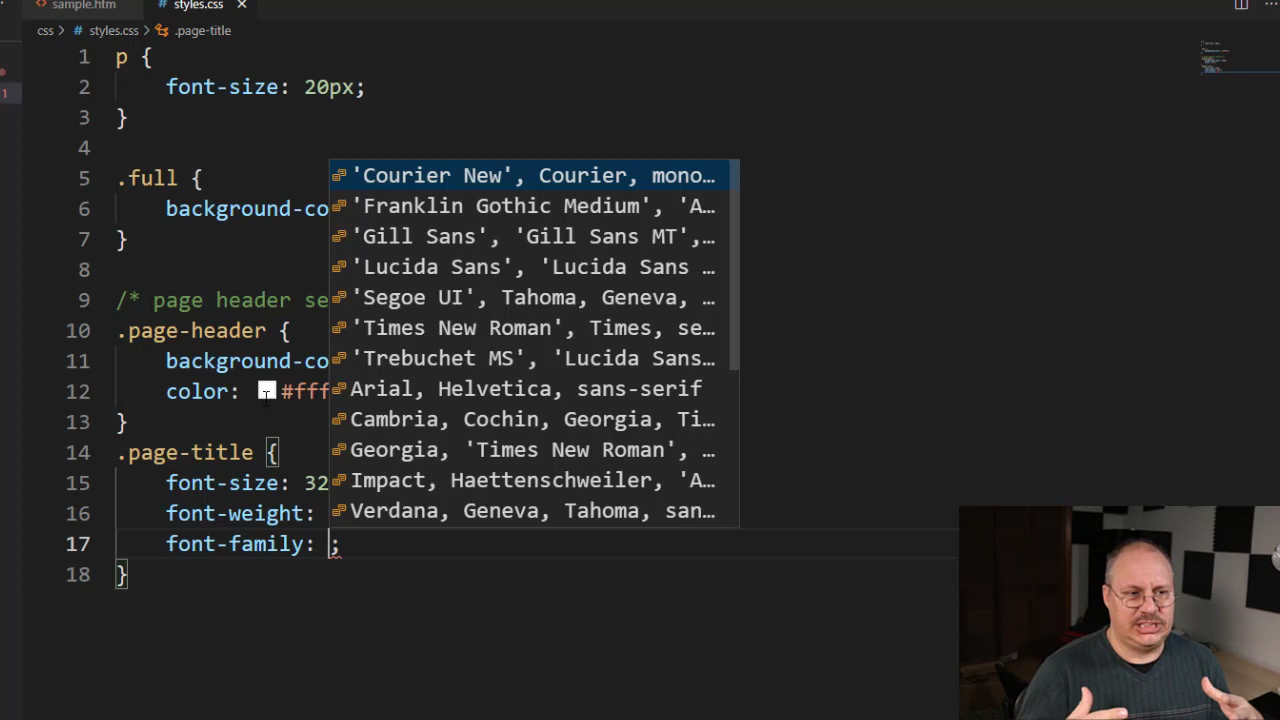 sample.htm styles.css ×
css > # styles.css > .page-title
1 p {
2 font-size: 20px;
3 }
4
5 .full {
6 background-co
7 }
8
9 /* page header se
10 .page-header {
11 background-co
12 color: #fff
13 }
14 .page-title {
15 font-size: 32
16 font-weight:
17 font-family: ;
18 }
'Courier New', Courier, mono…
'Franklin Gothic Medium', 'A…
'Gill Sans', 'Gill Sans MT',…
'Lucida Sans', 'Lucida Sans …
'Segoe UI', Tahoma, Geneva, …
'Times New Roman', Times, se…
'Trebuchet MS', 'Lucida Sans…
Arial, Helvetica, sans-serif
Cambria, Cochin, Georgia, Ti…
Georgia, 'Times New Roman', …
Impact, Haettenschweiler, 'A…
Verdana, Geneva, Tahoma, san…
1